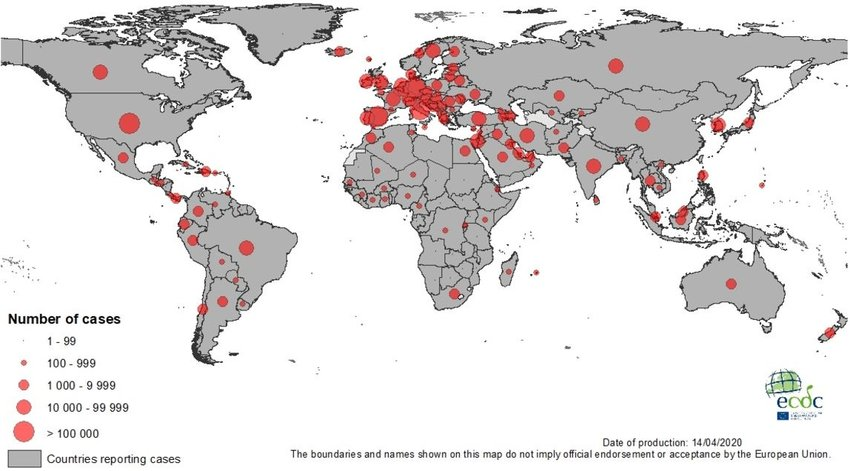 Number of cases
1 - 99
100 - 999
1 000 - 9 999
10 000 - 99 999
> 100 000
Countries reporting cases
ecdc
Date of production: 14/04/2020
The boundaries and names shown on this map do not imply official endorsement or acceptance by the European Union.